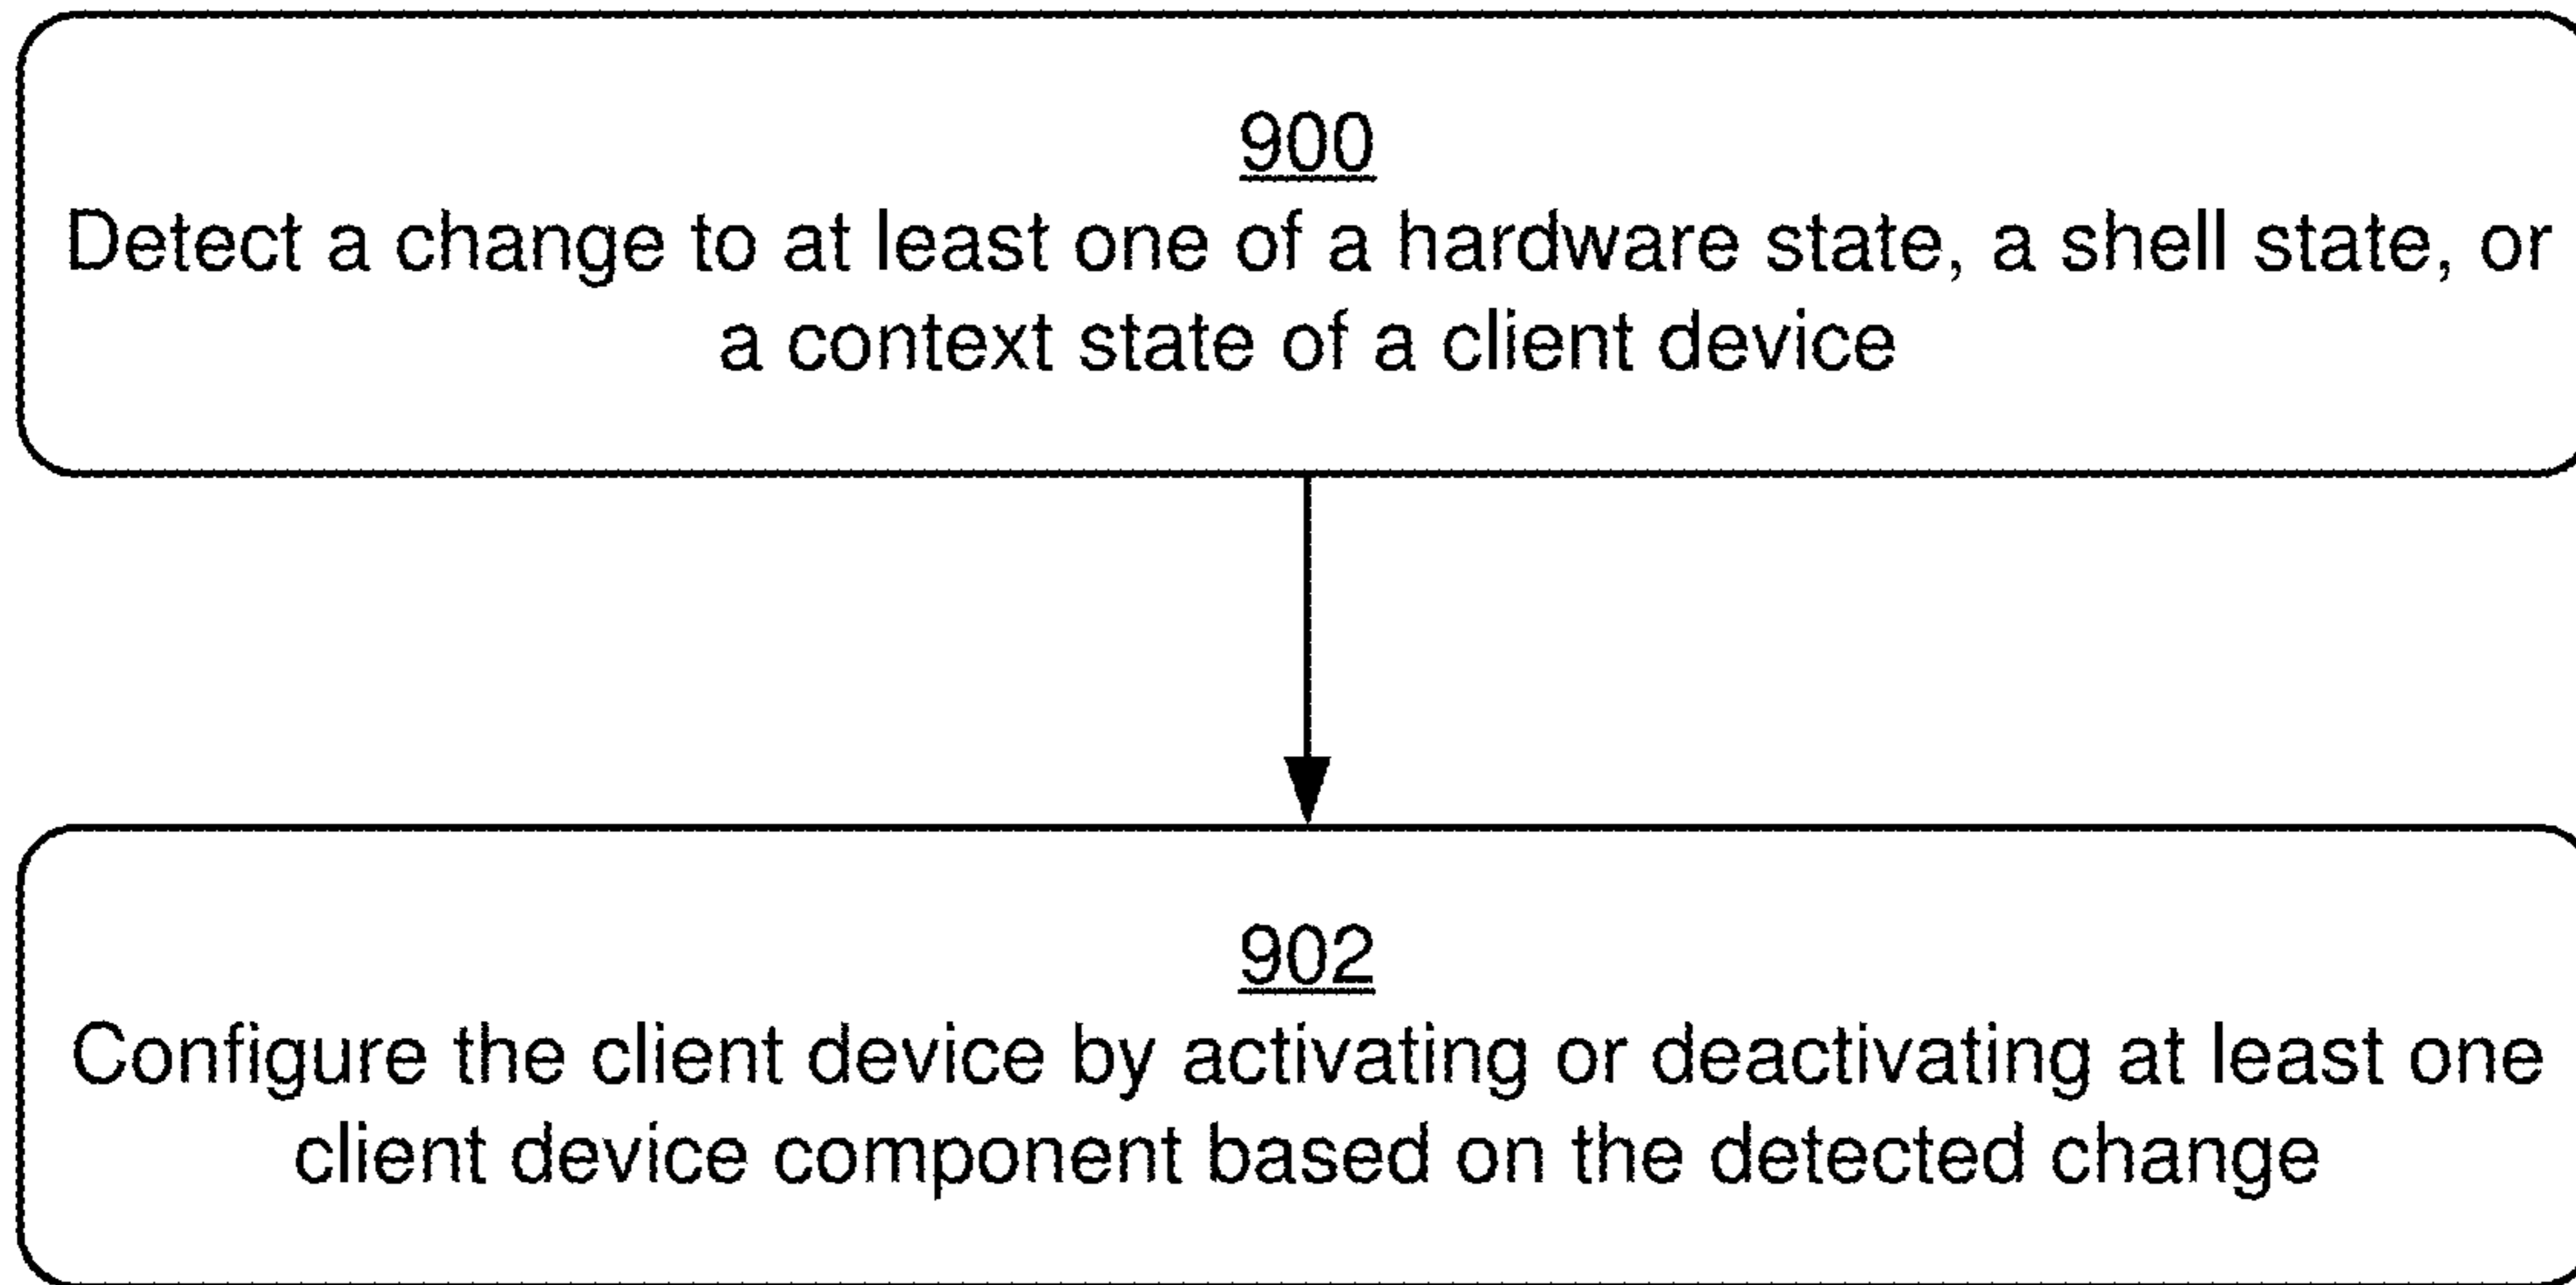 900
Detect a change to at least one of a hardware state, a shell state, or
a context state of a client device
902
Configure the client device by activating or deactivating at least one
client device component based on the detected change